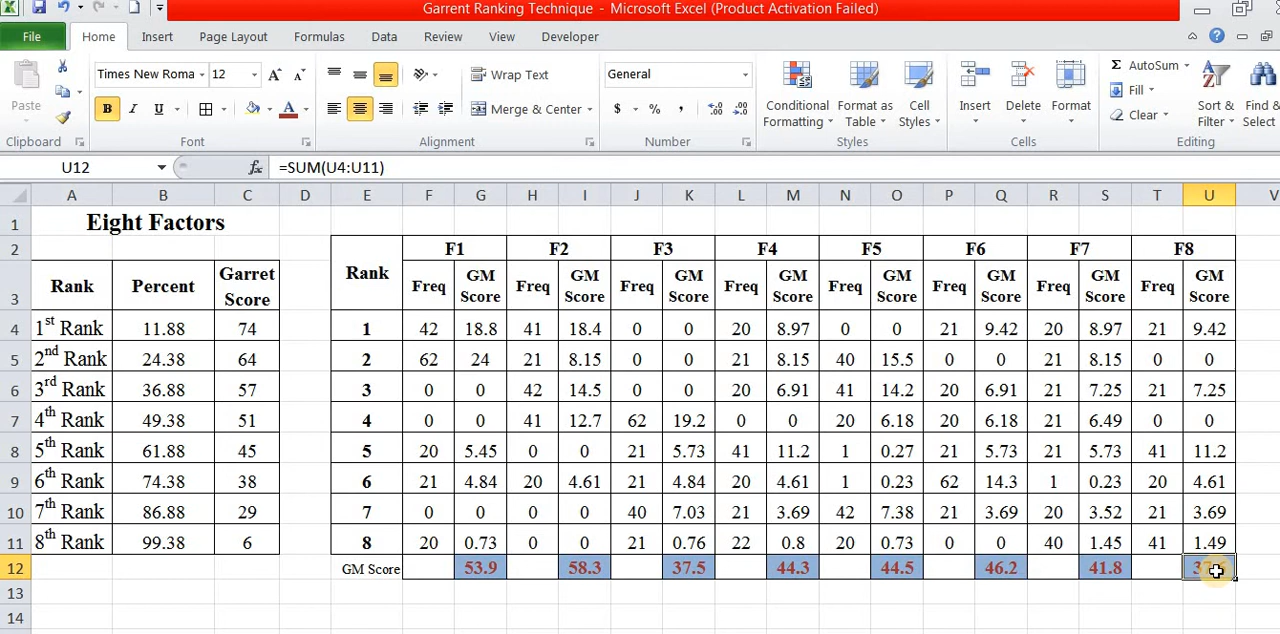 Garrent Ranking Technique - Microsoft Excel (Product Activation Failed)
File Home Insert Page Layout Formulas Data Review View Developer
Paste
Clipboard
Times New Roma 12
B I U A
Font
Wrap Text
Merge & Center
Alignment
General
$ % ,
Number
Conditional Formatting
Format as Table
Cell Styles
Styles
Insert Delete Format
Cells
Σ AutoSum
Fill
Clear
Sort & Filter
Find & Select
Editing
U12 fx =SUM(U4:U11)
A B C D E F G H I J K L M N O P Q R S T U V
1 Eight Factors
2 F1 F2 F3 F4 F5 F6 F7 F8
3 Rank Percent Garret Score Rank Freq GM Score Freq GM Score Freq GM Score Freq GM Score Freq GM Score Freq GM Score Freq GM Score Freq GM Score
4 1st Rank 11.88 74 1 42 18.8 41 18.4 0 0 20 8.97 0 0 21 9.42 20 8.97 21 9.42
5 2nd Rank 24.38 64 2 62 24 21 8.15 0 0 21 8.15 40 15.5 0 0 21 8.15 0 0
6 3rd Rank 36.88 57 3 0 0 42 14.5 0 0 20 6.91 41 14.2 20 6.91 21 7.25 21 7.25
7 4th Rank 49.38 51 4 0 0 41 12.7 62 19.2 0 0 20 6.18 20 6.18 21 6.49 0 0
8 5th Rank 61.88 45 5 20 5.45 0 0 21 5.73 41 11.2 1 0.27 21 5.73 21 5.73 41 11.2
9 6th Rank 74.38 38 6 21 4.84 20 4.61 21 4.84 20 4.61 1 0.23 62 14.3 1 0.23 20 4.61
10 7th Rank 86.88 29 7 0 0 0 0 40 7.03 21 3.69 42 7.38 21 3.69 20 3.52 21 3.69
11 8th Rank 99.38 6 8 20 0.73 0 0 21 0.76 22 0.8 20 0.73 0 0 40 1.45 41 1.49
12 GM Score 53.9 58.3 37.5 44.3 44.5 46.2 41.8
13
14